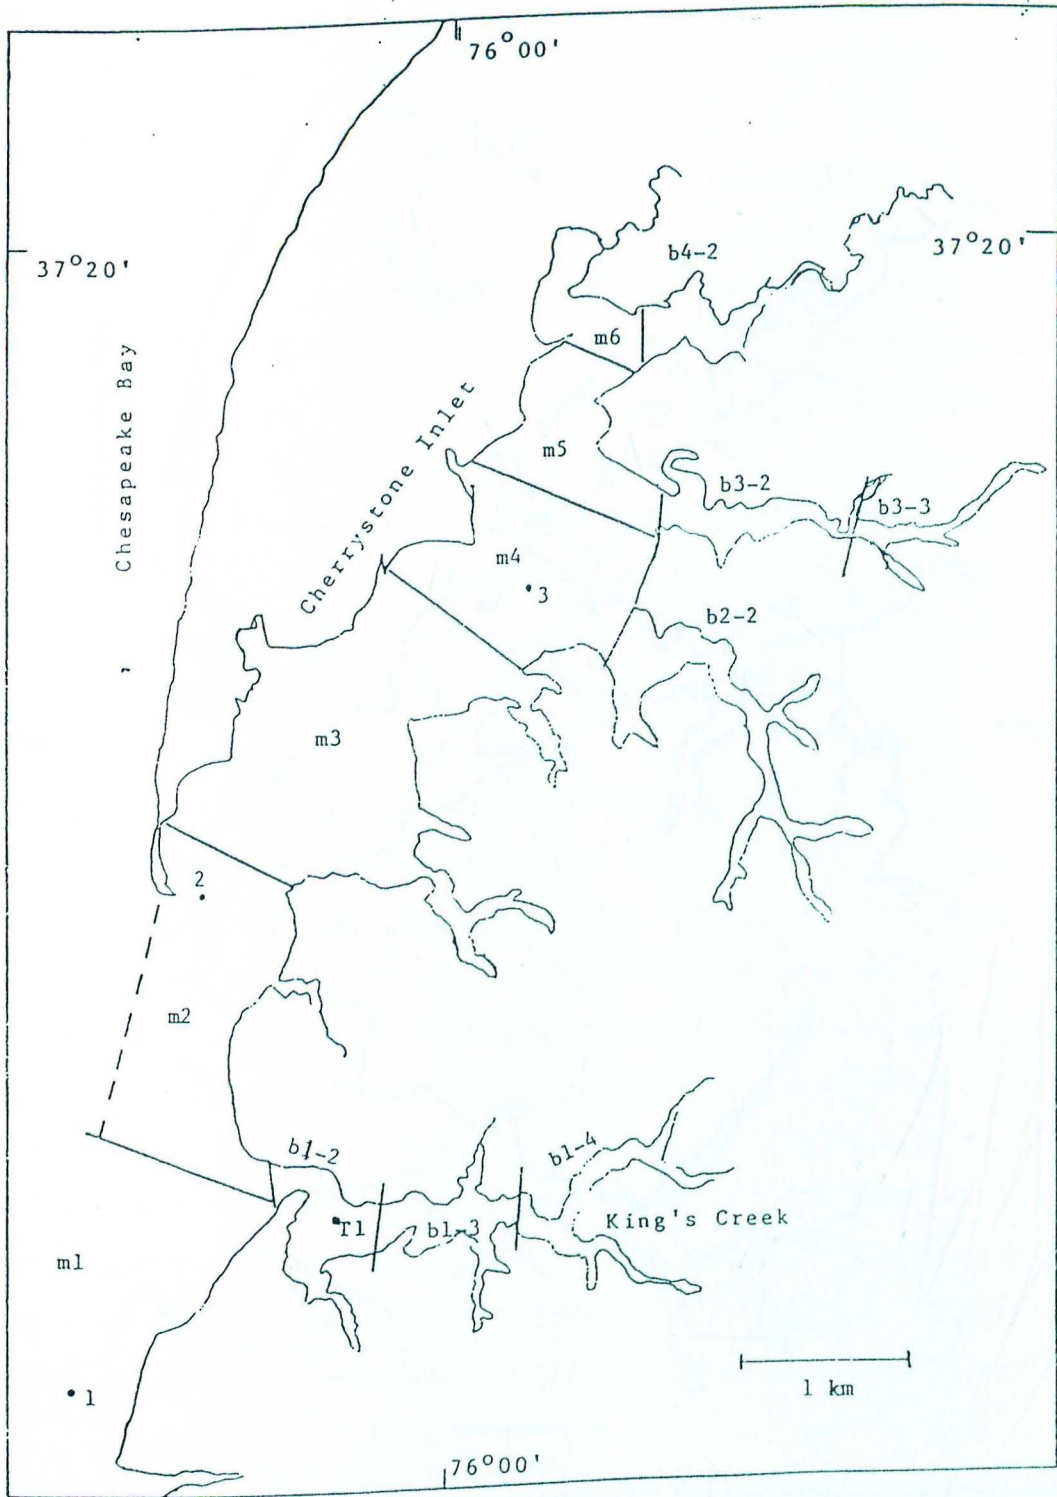 76°00'
37°20'
37°20'
b4-2
m6
Chesapeake Bay
Cherrystone Inlet
m5
b3-2
b3-3
m4
3
b2-2
m3
2
m2
b1-2
b1-4
T1
b1-3
King's Creek
m1
1
1 km
76°00'